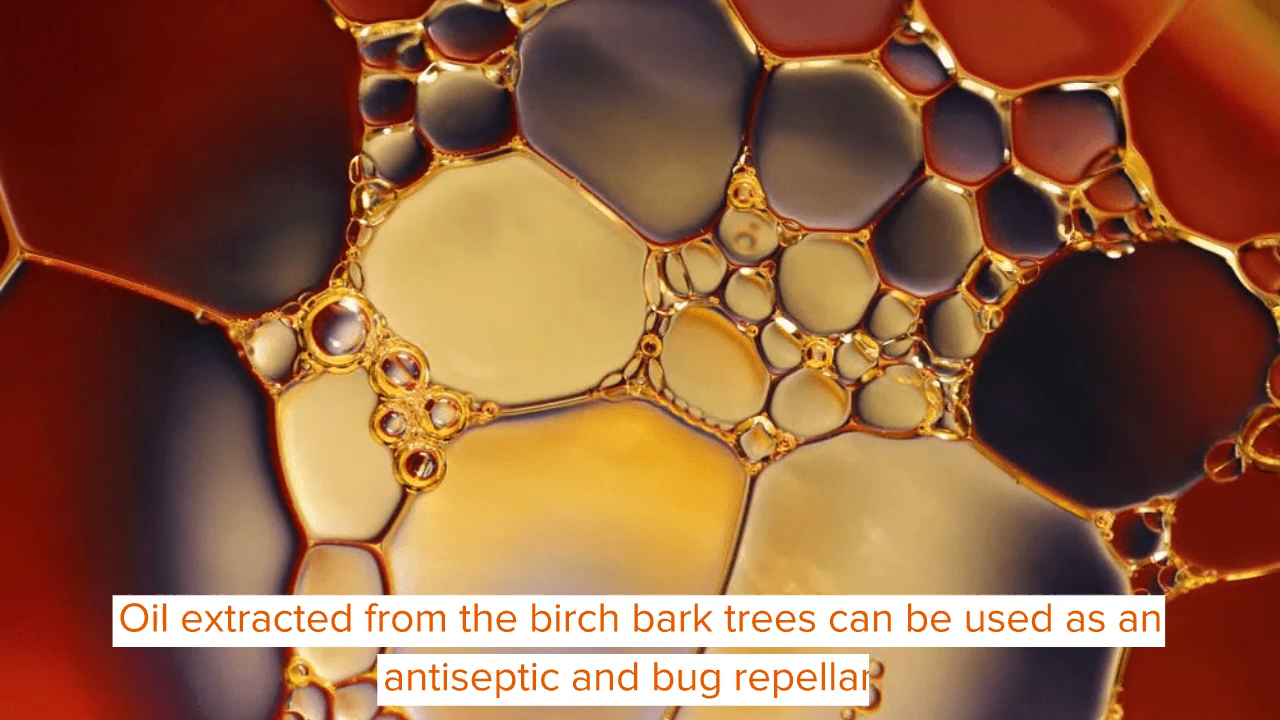 Oil extracted from the birch bark trees can be used as an
antiseptic and bug repellar